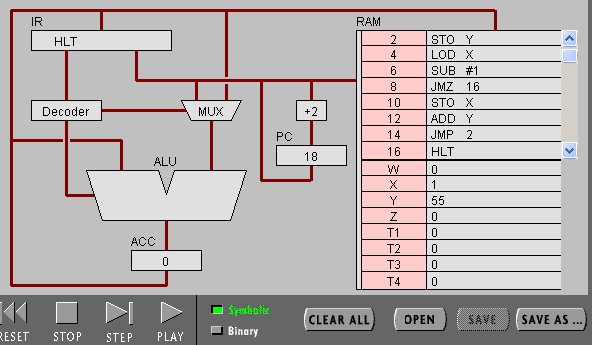 IR
RAM
HLT
2 STO Y
4 LOD X
6 SUB #1
8 JMZ 16
10 STO X
12 ADD Y
14 JMP 2
16 HLT
Decoder
MUX
+2
PC
18
ALU
W 0
X 1
Y 55
Z 0
T1 0
T2 0
T3 0
T4 0
ACC
0
RESET STOP STEP PLAY
Symbolic
Binary
CLEAR ALL OPEN SAVE SAVE AS ...